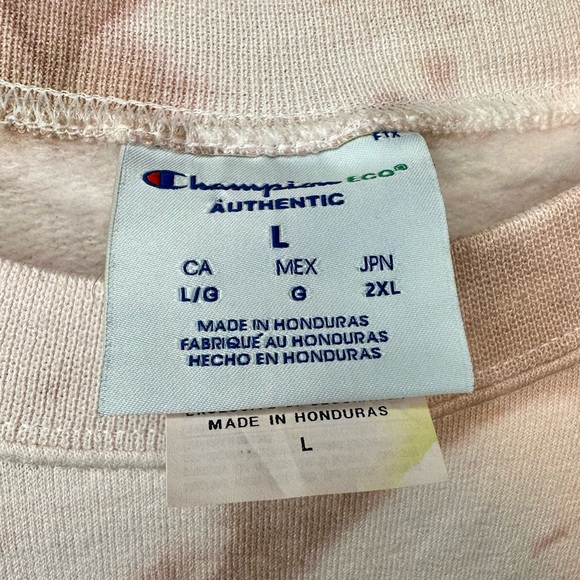 FTX
Champion ECO®
AUTHENTIC
L
CA MEX JPN
L/G G 2XL
MADE IN HONDURAS
FABRIQUÉ AU HONDURAS
HECHO EN HONDURAS
MADE IN HONDURAS
L